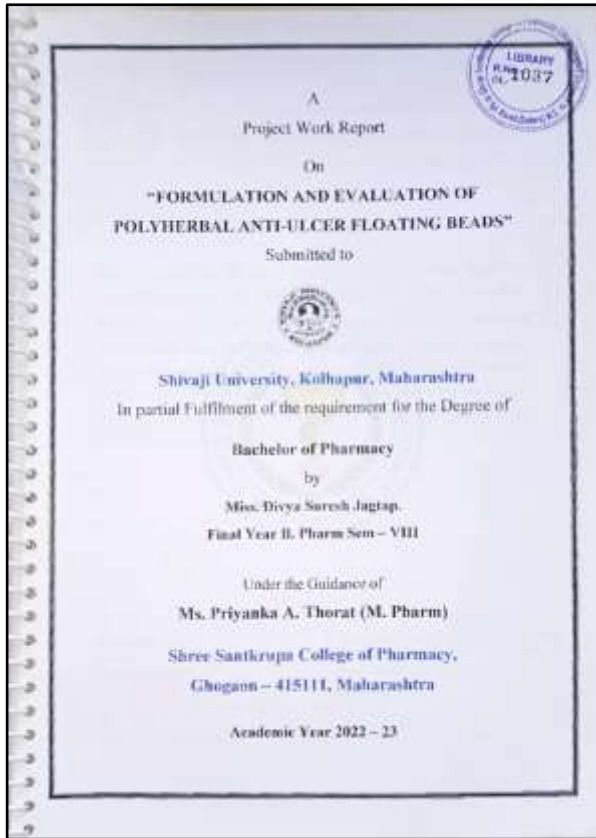 LIBRARY
R.No.
CL. 1037
A
Project Work Report
On
"FORMULATION AND EVALUATION OF
POLYHERBAL ANTI-ULCER FLOATING BEADS"
Submitted to
Shivaji University, Kolhapur, Maharashtra
In partial Fulfilment of the requirement for the Degree of
Bachelor of Pharmacy
by
Miss. Divya Suresh Jagtap.
Final Year B. Pharm Sem – VIII
Under the Guidance of
Ms. Priyanka A. Thorat (M. Pharm)
Shree Santkrupa College of Pharmacy,
Ghogaon – 415111, Maharashtra
Academic Year 2022 – 23